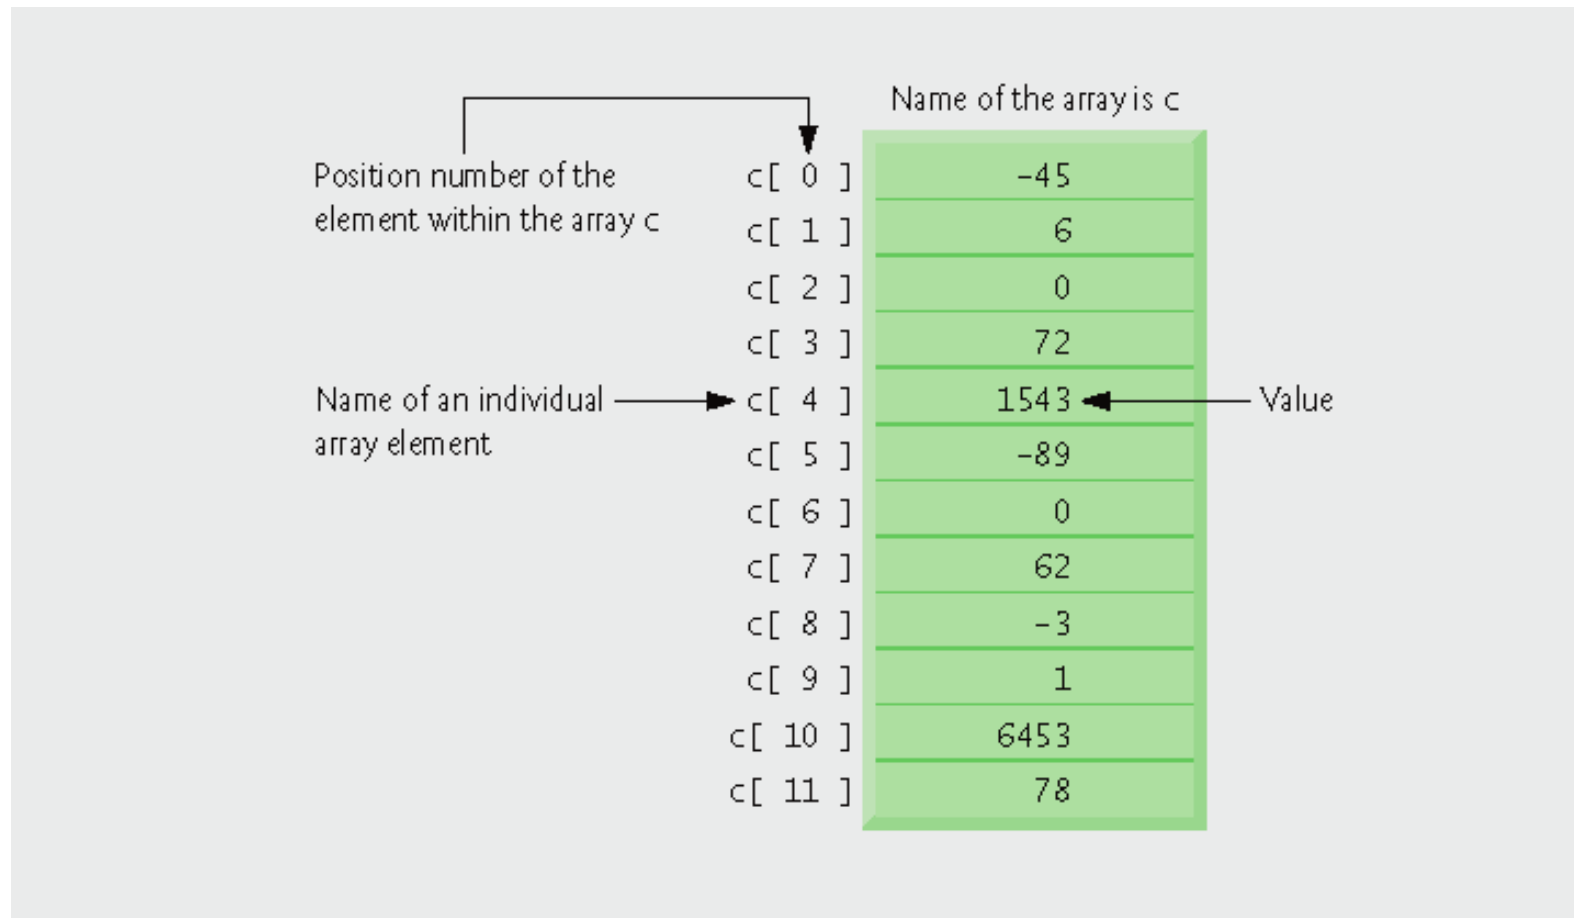 Name of the array is c
Position number of the
element within the array c
c[ 0 ] -45
c[ 1 ] 6
c[ 2 ] 0
c[ 3 ] 72
Name of an individual
array element
c[ 4 ] 1543
Value
c[ 5 ] -89
c[ 6 ] 0
c[ 7 ] 62
c[ 8 ] -3
c[ 9 ] 1
c[ 10 ] 6453
c[ 11 ] 78